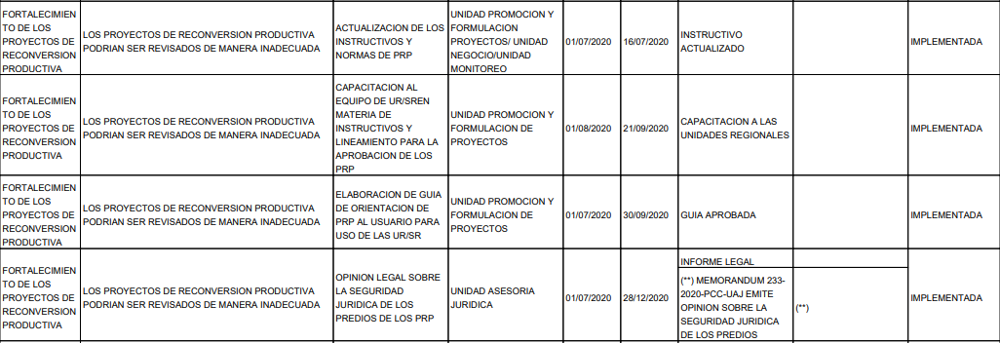 FORTALECIMIEN
TO DE LOS
PROYECTOS DE
RECONVERSION
PRODUCTIVA
LOS PROYECTOS DE RECONVERSION PRODUCTIVA
PODRIAN SER REVISADOS DE MANERA INADECUADA
ACTUALIZACION DE LOS
INSTRUCTIVOS Y
NORMAS DE PRP
UNIDAD PROMOCION Y
FORMULACION
PROYECTOS/ UNIDAD
NEGOCIO/UNIDAD
MONITOREO
01/07/2020
16/07/2020
INSTRUCTIVO
ACTUALIZADO
IMPLEMENTADA
FORTALECIMIEN
TO DE LOS
PROYECTOS DE
RECONVERSION
PRODUCTIVA
LOS PROYECTOS DE RECONVERSION PRODUCTIVA
PODRIAN SER REVISADOS DE MANERA INADECUADA
CAPACITACION AL
EQUIPO DE UR/SREN
MATERIA DE
INSTRUCTIVOS Y
LINEAMIENTO PARA LA
APROBACION DE LOS
PRP
UNIDAD PROMOCION Y
FORMULACION DE
PROYECTOS
01/08/2020
21/09/2020
CAPACITACION A LAS
UNIDADES REGIONALES
IMPLEMENTADA
FORTALECIMIEN
TO DE LOS
PROYECTOS DE
RECONVERSION
PRODUCTIVA
LOS PROYECTOS DE RECONVERSION PRODUCTIVA
PODRIAN SER REVISADOS DE MANERA INADECUADA
ELABORACION DE GUIA
DE ORIENTACION DE
PRP AL USUARIO PARA
USO DE LAS UR/SR
UNIDAD PROMOCION Y
FORMULACION DE
PROYECTOS
01/07/2020
30/09/2020
GUIA APROBADA
IMPLEMENTADA
FORTALECIMIEN
TO DE LOS
PROYECTOS DE
RECONVERSION
PRODUCTIVA
LOS PROYECTOS DE RECONVERSION PRODUCTIVA
PODRIAN SER REVISADOS DE MANERA INADECUADA
OPINION LEGAL SOBRE
LA SEGURIDAD
JURIDICA DE LOS
PREDIOS DE LOS PRP
UNIDAD ASESORIA
JURIDICA
01/07/2020
28/12/2020
INFORME LEGAL
(**) MEMORANDUM 233-
2020-PCC-UAJ EMITE
OPINION SOBRE LA
SEGURIDAD JURIDICA
DE LOS PREDIOS
(**)
IMPLEMENTADA